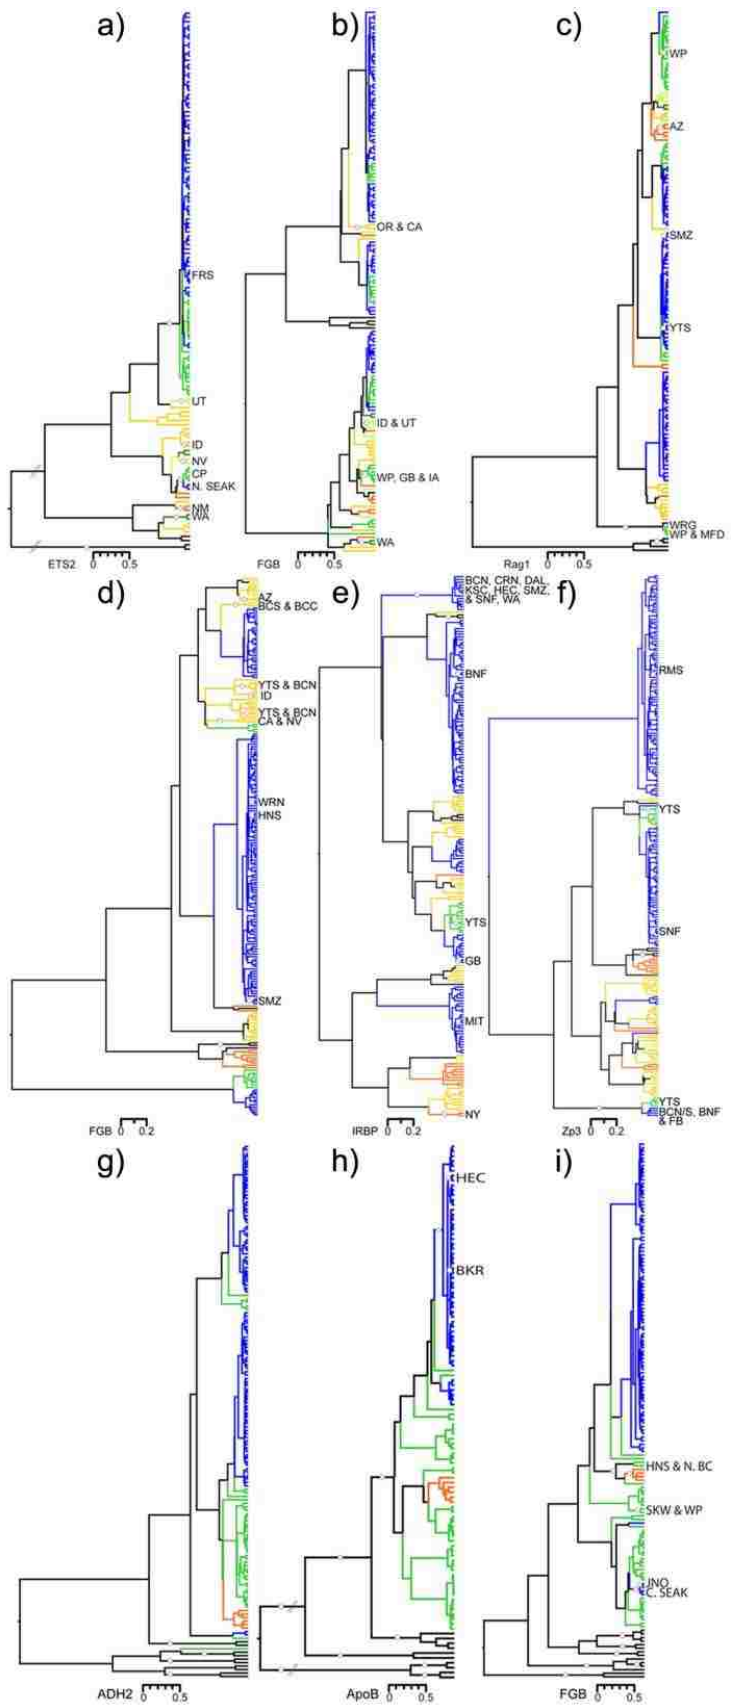 a)
FRS
UT
ID
NV
CP
N. SEAK
NM
WA
ETS2 0 0.5
b)
OR & CA
ID & UT
WP, GB & IA
WA
FGB 0 0.5
c)
WP
AZ
SMZ
YTS
WRG
WP & MFD
Rag1 0 0.5
d)
AZ
BCS & BCC
YTS & BCN
ID
YTS & BCN
CA & NV
WRN
HNS
SMZ
FGB 0 0.2
e)
BCN, CRN, DAL,
KSC, HEC, SMZ,
& SNF, WA
BNF
YTS
GB
MIT
NY
IRBP 0 0.2
f)
RMS
YTS
SNF
YTS
BCN/S, BNF
& FB
Zp3 0 0.2
g)
ADH2 0 0.5
h)
HEC
BKR
ApoB 0 0.5
i)
HNS & N. BC
SKW & WP
JNO
C. SEAK
FGB 0 0.5